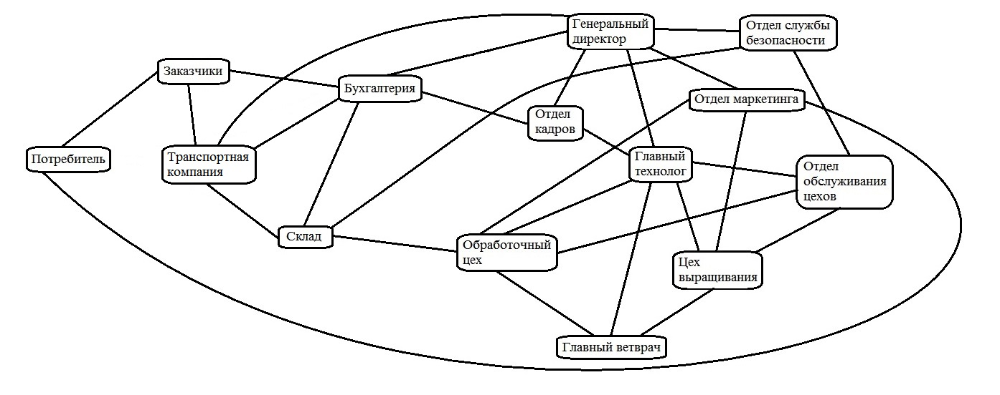 Генеральный
директор
Отдел службы
безопасности
Заказчики
Бухгалтерия
Отдел маркетинга
Отдел
кадров
Потребитель
Транспортная
компания
Главный
технолог
Отдел
обслуживания
цехов
Склад
Обработочный
цех
Цех
выращивания
Главный ветврач